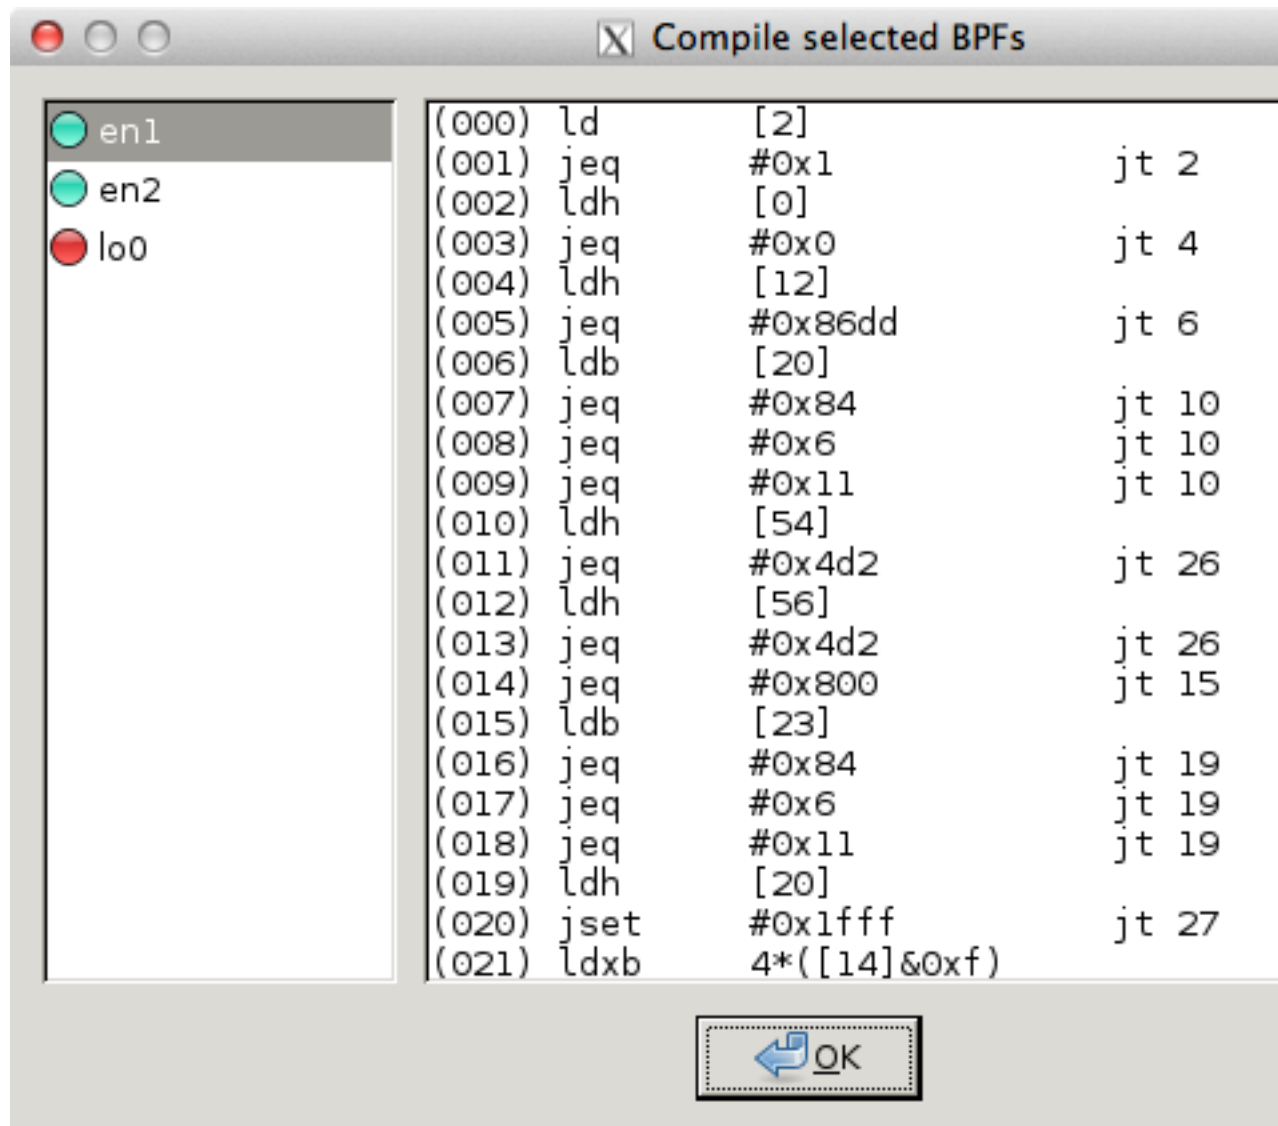 Compile selected BPFs
en1
en2
lo0
(000) ld [2]
(001) jeq #0x1 jt 2
(002) ldh [0]
(003) jeq #0x0 jt 4
(004) ldh [12]
(005) jeq #0x86dd jt 6
(006) ldb [20]
(007) jeq #0x84 jt 10
(008) jeq #0x6 jt 10
(009) jeq #0x11 jt 10
(010) ldh [54]
(011) jeq #0x4d2 jt 26
(012) ldh [56]
(013) jeq #0x4d2 jt 26
(014) jeq #0x800 jt 15
(015) ldb [23]
(016) jeq #0x84 jt 19
(017) jeq #0x6 jt 19
(018) jeq #0x11 jt 19
(019) ldh [20]
(020) jset #0x1fff jt 27
(021) ldxb 4*([14]&0xf)
OK